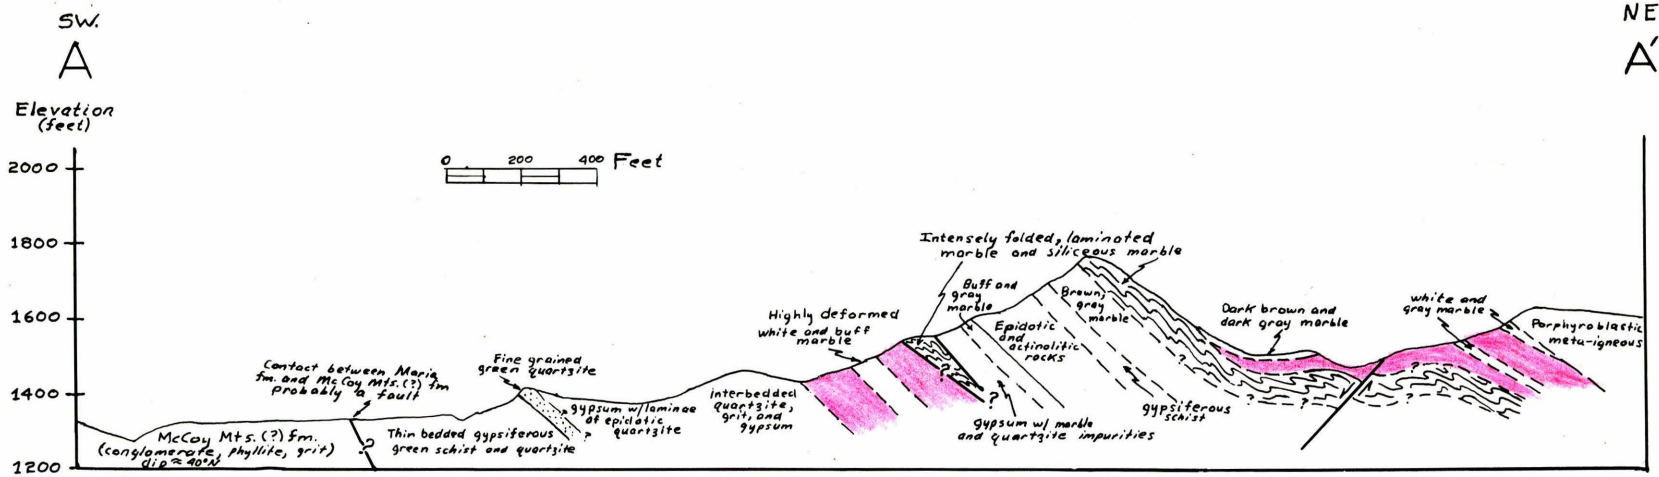 SW.
A
NE
A'
Elevation
(feet)
2000
1800
1600
1400
1200
0 200 400 Feet
Intensely folded, laminated
marble and siliceous marble
Buff and
gray
marble
Brown,
gray
marble
Highly deformed
white and buff
marble
Epidotic
and
actinolitic
rocks
Dark brown and
dark gray marble
white and
gray marble
Porphyroblastic
meta-igneous
Contact between Maria
fm. and McCoy Mts.(?) fm
probably a fault
Fine grained
green quartzite
gypsum w/laminae
of epidotic
quartzite
interbedded
quartzite,
grit, and
gypsum
gypsum w/ marble
and quartzite impurities
gypsiferous
schist
McCoy Mts. (?) fm.
(conglomerate, phyllite, grit)
dip ≈ 40°N
?
Thin bedded gypsiferous
green schist and quartzite
?
?
?
?
?
?
?
?
?